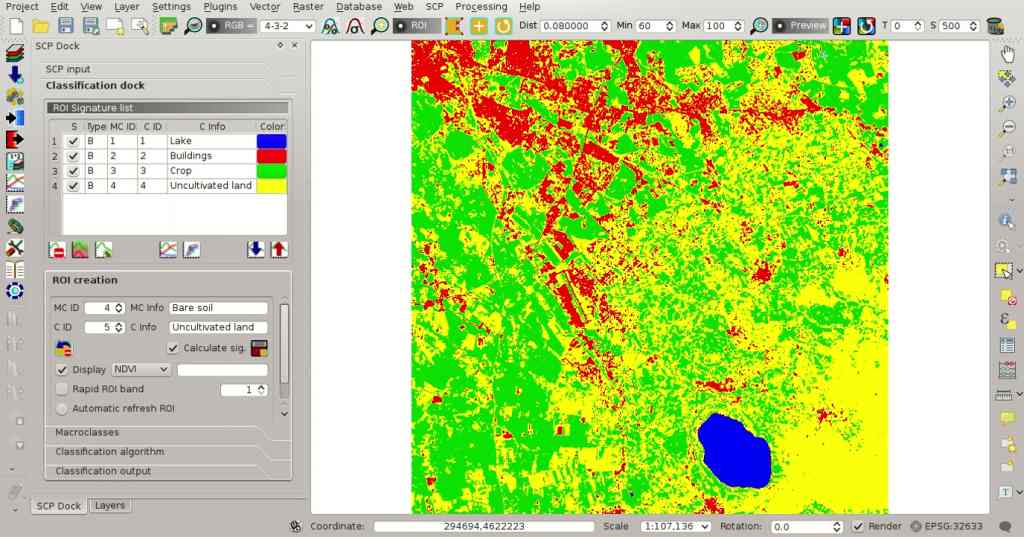 Project Edit View Layer Settings Plugins Vector Raster Database Web SCP Processing Help
RGB = 4-3-2 ROI Dist 0.080000 Min 60 Max 100 Preview T 0 S 500
SCP Dock
SCP input
Classification dock
ROI Signature list
S Type MC ID C ID C Info Color
1 B 1 1 Lake
2 B 2 2 Buildings
3 B 3 3 Crop
4 B 4 4 Uncultivated land
ROI creation
MC ID 4 MC Info Bare soil
C ID 5 C Info Uncultivated land
Calculate sig.
Display NDVI
Rapid ROI band 1
Automatic refresh ROI
Macroclasses
Classification algorithm
Classification output
SCP Dock Layers
Coordinate: 294694,4622223 Scale 1:107,136 Rotation: 0.0 Render EPSG:32633